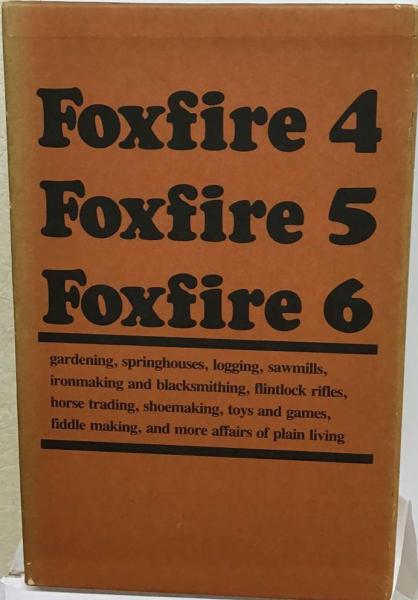 Foxfire 4
Foxfire 5
Foxfire 6
gardening, springhouses, logging, sawmills,
ironmaking and blacksmithing, flintlock rifles,
horse trading, shoemaking, toys and games,
fiddle making, and more affairs of plain living